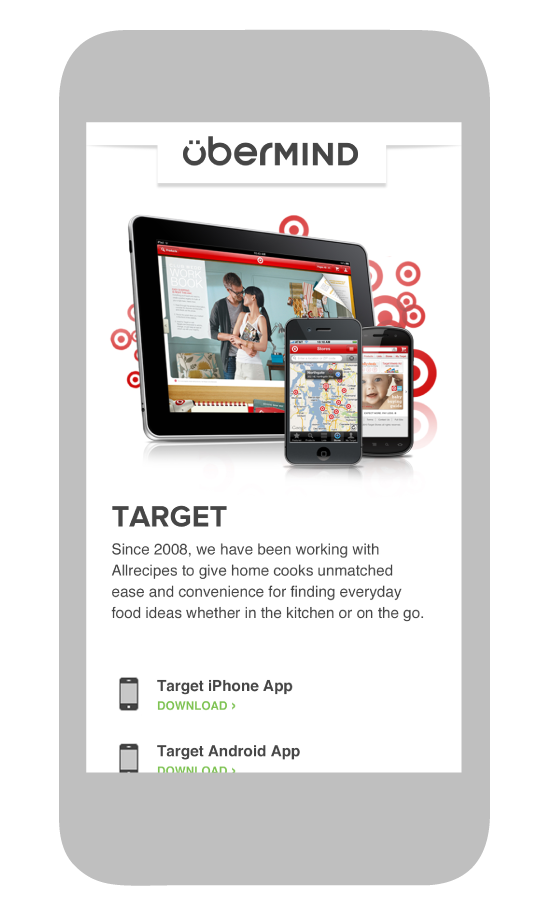 übermind
Stores
TARGET
Since 2008, we have been working with
Allrecipes to give home cooks unmatched
ease and convenience for finding everyday
food ideas whether in the kitchen or on the go.
Target iPhone App
DOWNLOAD ›
Target Android App
DOWNLOAD ›